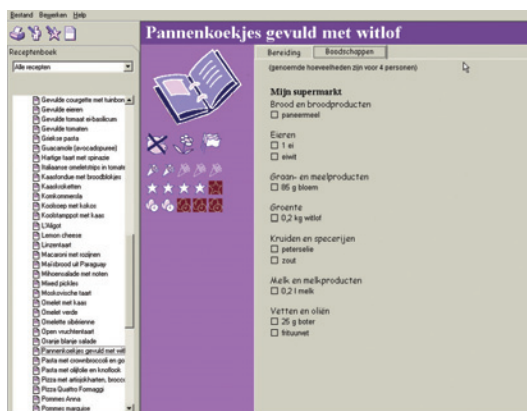 Bestand Bewerken Help
Pannenkoekjes gevuld met witlof
Receptenboek
Alle recepten
Bereiding
Boodschappen
(genoemde hoeveelheden zijn voor 4 personen)
Gevulde courgette met tuinbon
Gevulde eieren
Gevulde tomaat ei-basilicum
Gevulde tomaten
Griekse pasta
Guacamole (avocadopuree)
Hartige taart met spinazie
Italiaanse omeletstrips in tomate
Kaasfondue met broodblokjes
Kaaskroketten
Komkommerola
Kooksoep met kokos
Koolstamppot met kaas
L'Aligot
Lemon cheese
Linzentaart
Macaroni met rozijnen
Maïsbrood uit Paraguay
Mihoensalade met noten
Mixed pickles
Moskovische taart
Omelet met kaas
Omelet verde
Omelette sibérienne
Open vruchtentaart
Oranje blanje salade
Pannenkoekjes gevuld met witl
Pasta met crownbroccoli en go
Pasta met olijfolie en knoflook
Pizza met artisjokharten, brocco
Pizza Quattro Formaggi
Pommes Anna
Pommes marquise
Mijn supermarkt
Brood en broodproducten
paneermeel
Eieren
1 ei
eiwit
Graan- en meelproducten
85 g bloem
Groente
0,2 kg witlof
Kruiden en specerijen
peterselie
zout
Melk en melkproducten
0,2 l melk
Vetten en oliën
25 g boter
frituurvet